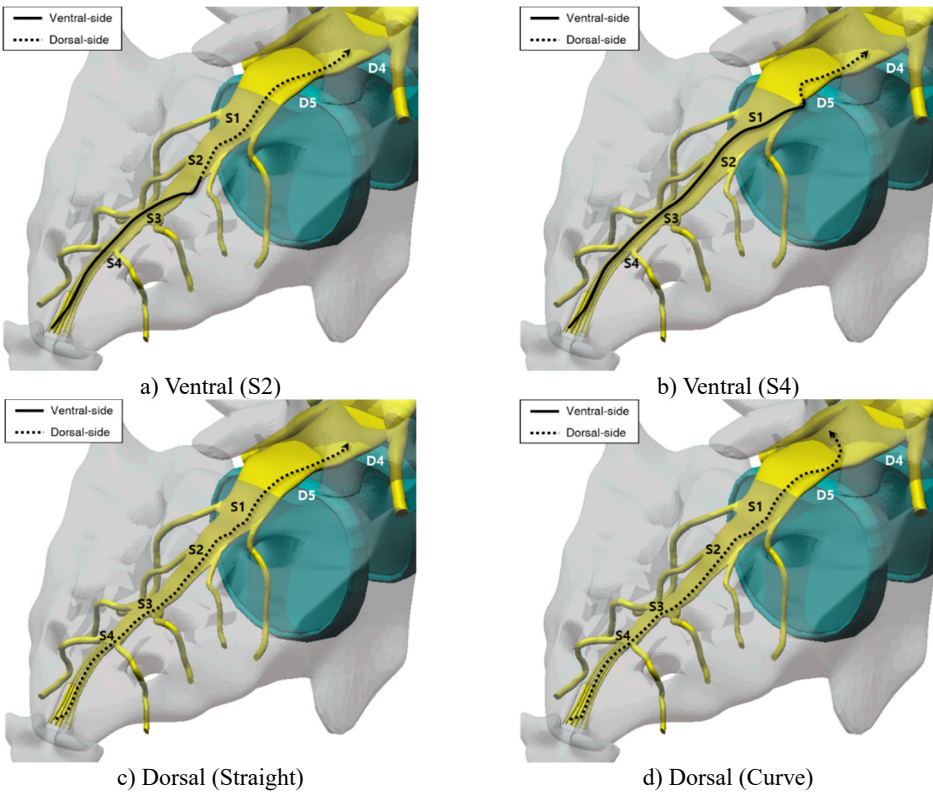 Ventral-side
Dorsal-side
D4
D5
S1
S2
S3
S4
a) Ventral (S2)
Ventral-side
Dorsal-side
D4
D5
S1
S2
S3
S4
b) Ventral (S4)
Ventral-side
Dorsal-side
D4
D5
S1
S2
S3
S4
c) Dorsal (Straight)
Ventral-side
Dorsal-side
D4
D5
S1
S2
S3
S4
d) Dorsal (Curve)